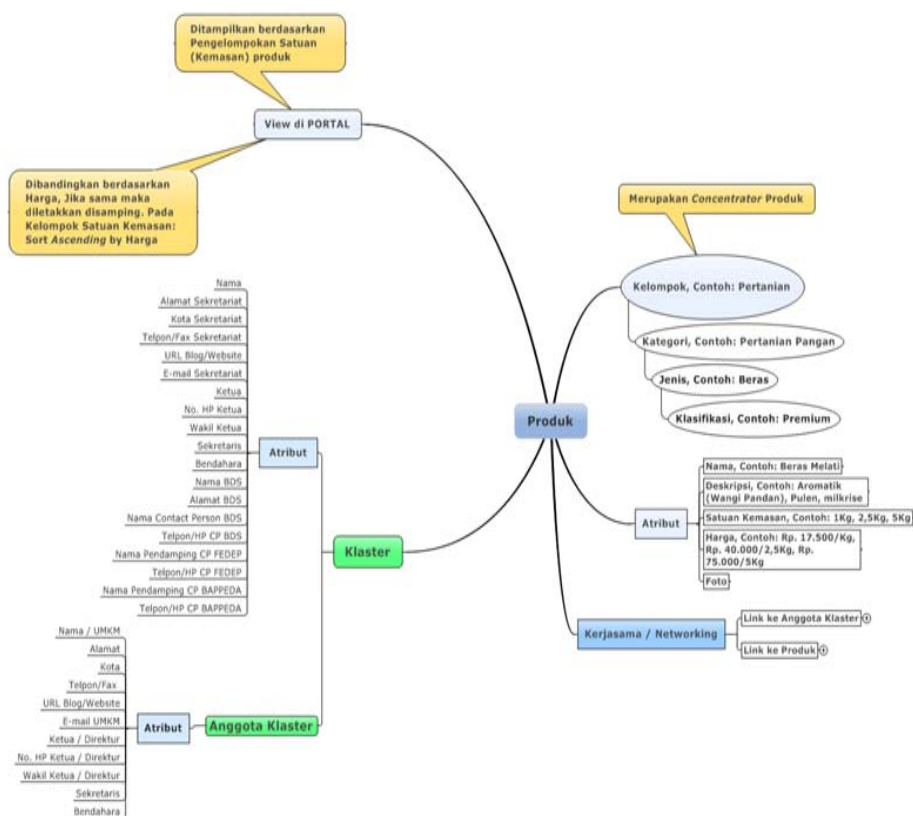 Ditampilkan berdasarkan
Pengelompokan Satuan
(Kemasan) produk
View di PORTAL
Dibandingkan berdasarkan
Harga, Jika sama maka
diletakkan disamping. Pada
Kelompok Satuan Kemasan:
Sort Ascending by Harga
Merupakan Concentrator Produk
Kelompok, Contoh: Pertanian
Kategori, Contoh: Pertanian Pangan
Jenis, Contoh: Beras
Klasifikasi, Contoh: Premium
Produk
Atribut
Nama, Contoh: Beras Melati
Deskripsi, Contoh: Aromatik
(Wangi Pandan), Pulen, milkrise
Satuan Kemasan, Contoh: 1Kg, 2,5Kg, 5Kg
Harga, Contoh: Rp. 17.500/Kg,
Rp. 40.000/2,5Kg, Rp.
75.000/5Kg
Foto
Kerjasama / Networking
Link ke Anggota Klaster
Link ke Produk
Klaster
Atribut
Nama
Alamat Sekretariat
Kota Sekretariat
Telpon/Fax Sekretariat
URL Blog/Website
E-mail Sekretariat
Ketua
No. HP Ketua
Wakil Ketua
Sekretaris
Bendahara
Nama BDS
Alamat BDS
Nama Contact Person BDS
Telpon/HP CP BDS
Nama Pendamping CP FEDEP
Telpon/HP CP FEDEP
Nama Pendamping CP BAPPEDA
Telpon/HP CP BAPPEDA
Anggota Klaster
Atribut
Nama / UMKM
Alamat
Kota
Telpon/Fax
URL Blog/Website
E-mail UMKM
Ketua / Direktur
No. HP Ketua / Direktur
Wakil Ketua / Direktur
Sekretaris
Bendahara